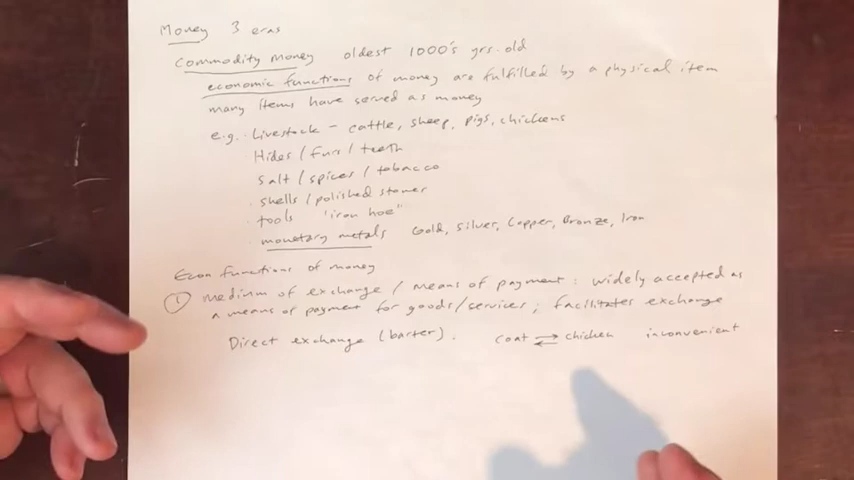 Money 3 eras
Commodity Money oldest 1000's yrs. old
economic functions of money are fulfilled by a physical item
many items have served as money
e.g. · Livestock - cattle, sheep, pigs, chickens
Hides / furs / teeth
Salt / spices / tobacco
· shells / polished stones
· tools "iron hoe"
· monetary metals Gold, Silver, Copper, Bronze, Iron
Econ functions of money
① medium of exchange / means of payment : widely accepted as
a means of payment for goods/services ; facilitates exchange
Direct exchange (barter). coat ⇄ chicken inconvenient